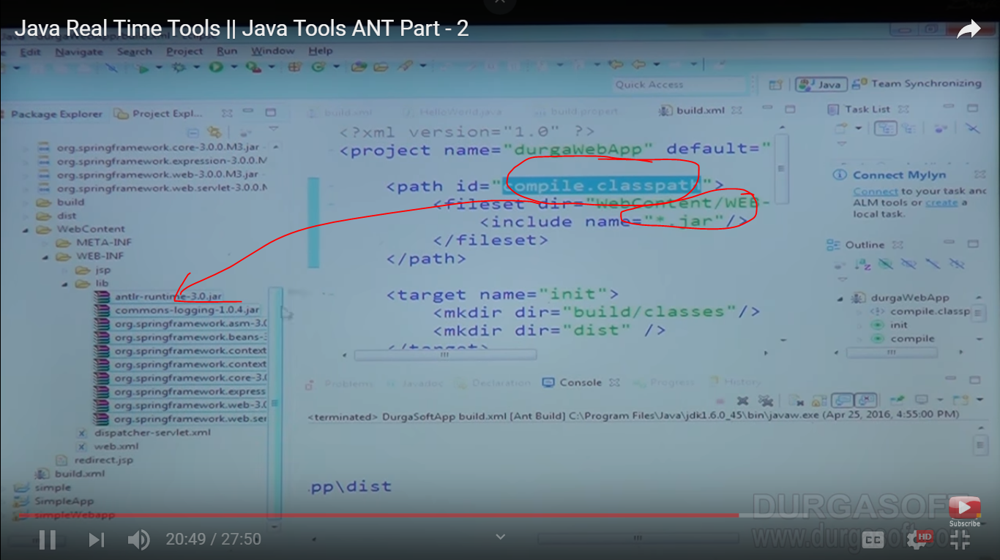 Java Real Time Tools || Java Tools ANT Part - 2
Edit Navigate Search Project Run Window Help
Quick Access
Java
Team Synchronizing
Package Explorer
Project Expl...
build.xml
HelloWorld.java
build.propert
build.xml
Task List
org.springframework.core-3.0.0.M3.jar
org.springframework.expression-3.0.0.M
org.springframework.web-3.0.0.M3.jar
org.springframework.web.servlet-3.0.0.M
build
dist
WebContent
META-INF
WEB-INF
jsp
lib
antlr-runtime-3.0.jar
commons-logging-1.0.4.jar
org.springframework.asm-3.0
org.springframework.beans-
org.springframework.context
org.springframework.context
org.springframework.core-3.0
org.springframework.express
org.springframework.web-3.0
org.springframework.web.ser
dispatcher-servlet.xml
web.xml
redirect.jsp
build.xml
simple
SimpleApp
simpleWebapp
<?xml version="1.0" ?>
<project name="durgaWebApp" default="
<path id="compile.classpath">
<fileset dir="WebContent/WEB-
<include name="*.jar"/>
</fileset>
</path>
<target name="init">
<mkdir dir="build/classes"/>
<mkdir dir="dist" />
</target>
Connect Mylyn
Connect to your task and
ALM tools or create a
local task.
Outline
durgaWebApp
compile.classp
init
compile
Problems
Javadoc
Declaration
Console
Progress
History
<terminated> DurgaSoftApp build.xml [Ant Build] C:\Program Files\Java\jdk1.6.0_45\bin\javaw.exe (Apr 25, 2016, 4:55:00 PM)
pp\dist
DURGASOFT
www.durgasoft.co
Subscribe
20:49 / 27:50
CC
HD